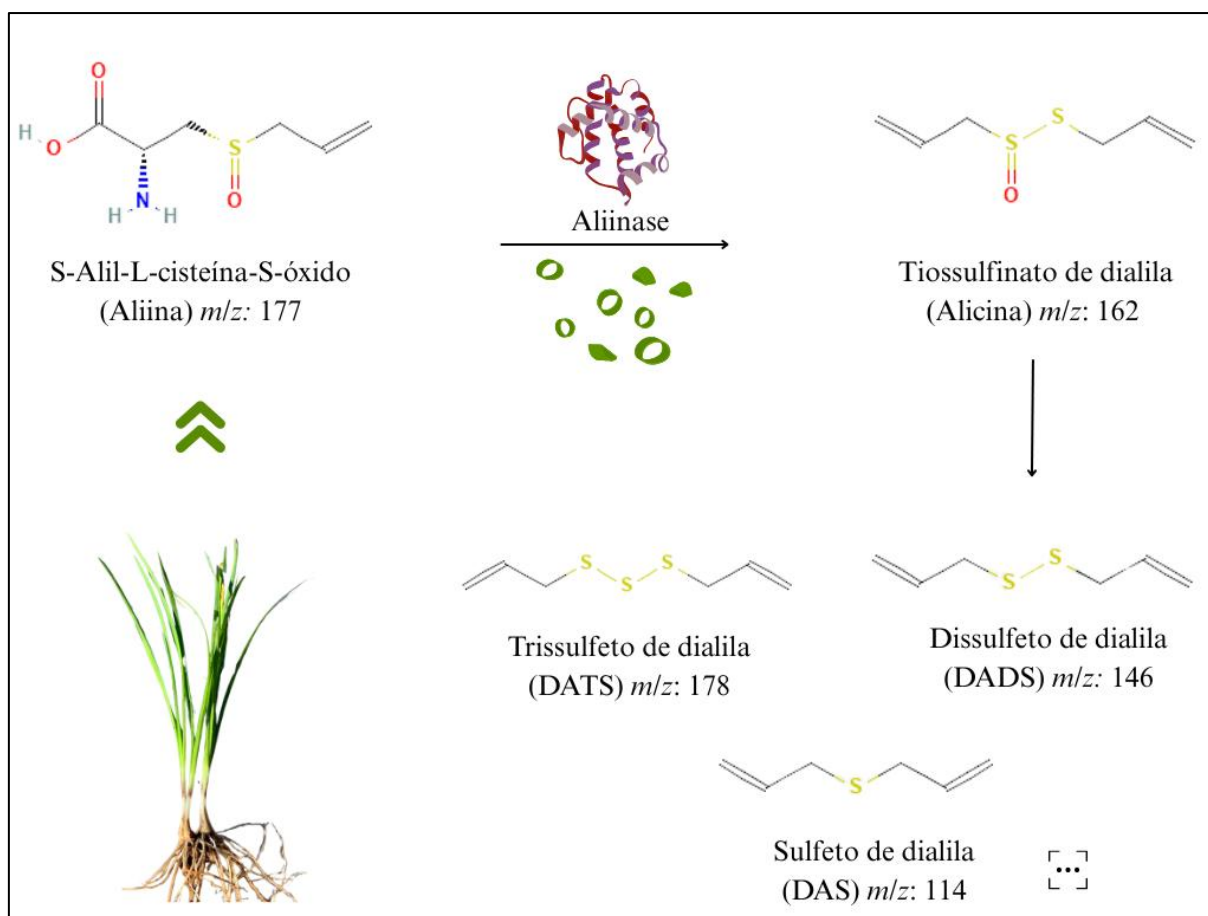 O
H
O
S
O
N
H
H
S-Alil-L-cisteína-S-óxido
(Aliina) m/z: 177
Aliinase
S
S
O
Tiossulfinato de dialila
(Alicina) m/z: 162
S
S
S
Trissulfeto de dialila
(DATS) m/z: 178
S
S
Dissulfeto de dialila
(DADS) m/z: 146
S
Sulfeto de dialila
(DAS) m/z: 114
[...]